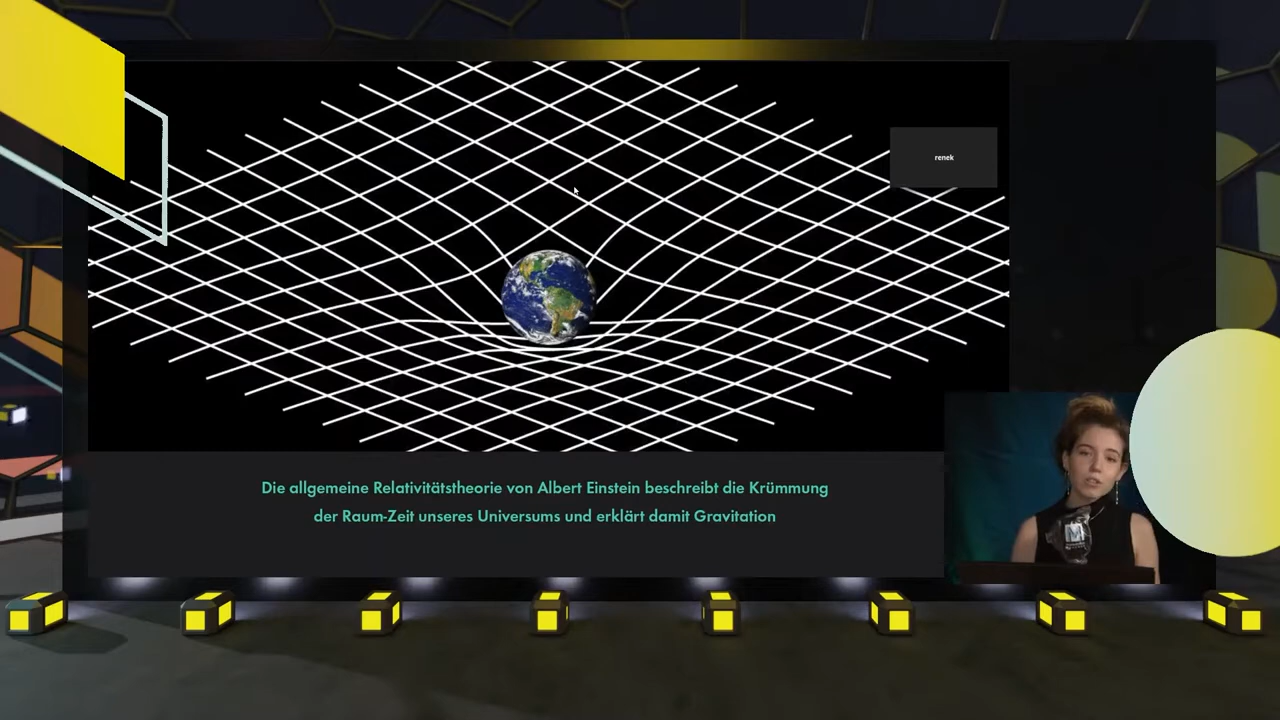 renek
Die allgemeine Relativitätstheorie von Albert Einstein beschreibt die Krümmung
der Raum-Zeit unseres Universums und erklärt damit Gravitation
M